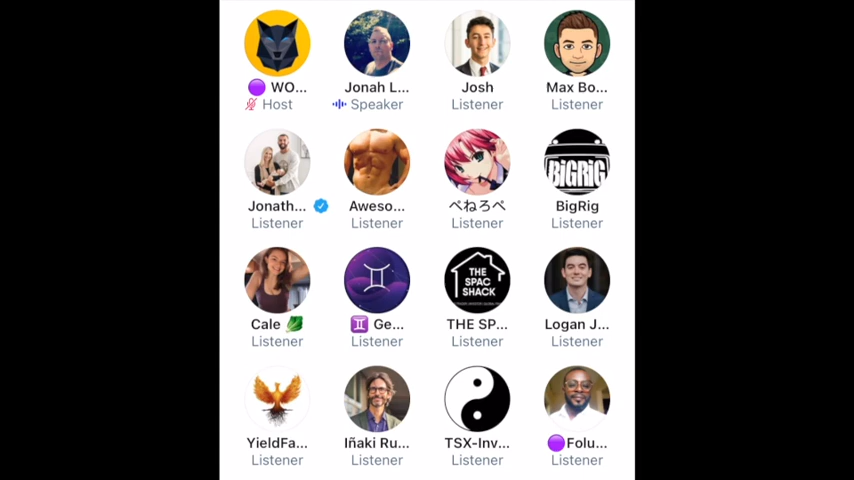 🟣 WO...
Host
Jonah L...
Speaker
Josh
Listener
Max Bo...
Listener
Jonath...
Listener
Aweso...
Listener
ぺねろぺ
Listener
BiGRiG
BigRig
Listener
Cale 🥬
Listener
♊ Ge...
Listener
THE
SPAC
SHACK
THE SP...
Listener
Logan J...
Listener
YieldFa...
Listener
Iñaki Ru...
Listener
TSX-Inv...
Listener
🟣Folu...
Listener